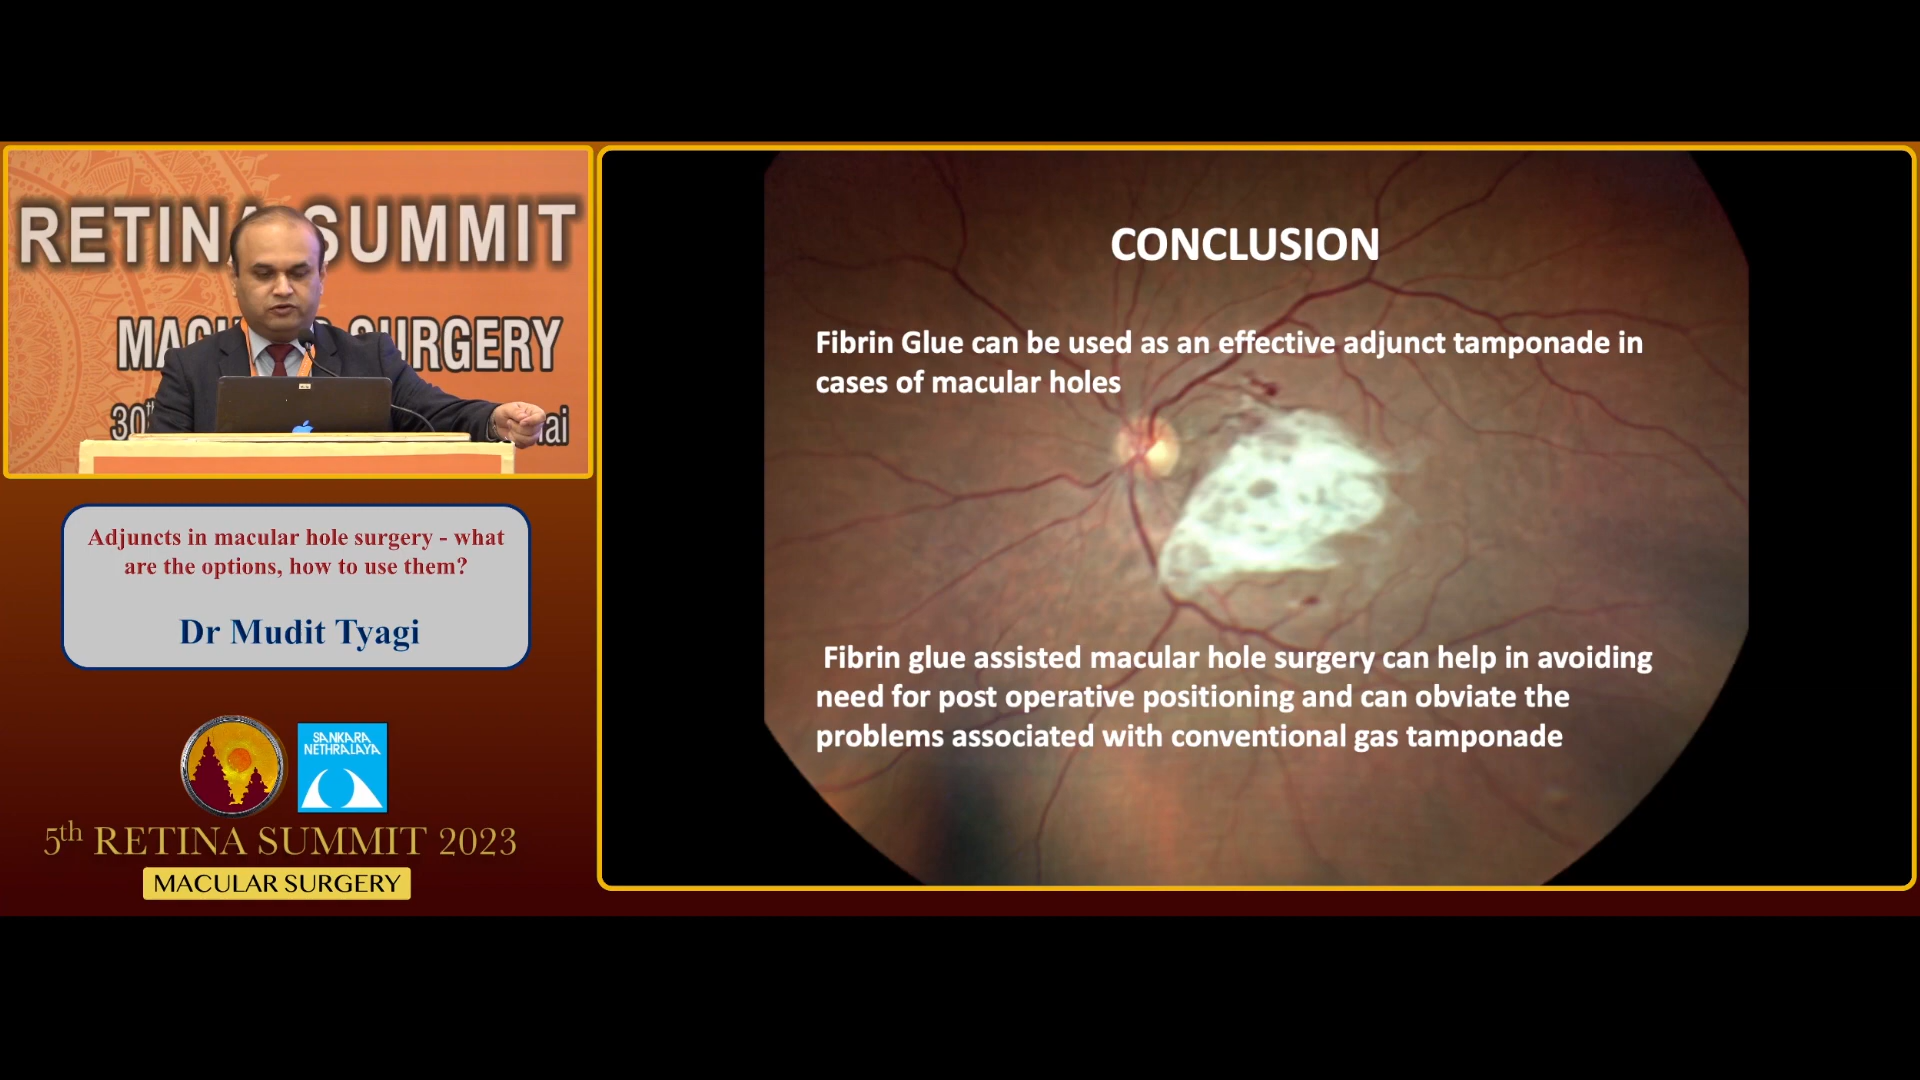 RETINA SUMMIT
SURGERY
30th
Adjuncts in macular hole surgery - what
are the options, how to use them?
Dr Mudit Tyagi
SANKARA
NETHRALAYA
5th RETINA SUMMIT 2023
MACULAR SURGERY
CONCLUSION
Fibrin Glue can be used as an effective adjunct tamponade in
cases of macular holes
Fibrin glue assisted macular hole surgery can help in avoiding
need for post operative positioning and can obviate the
problems associated with conventional gas tamponade